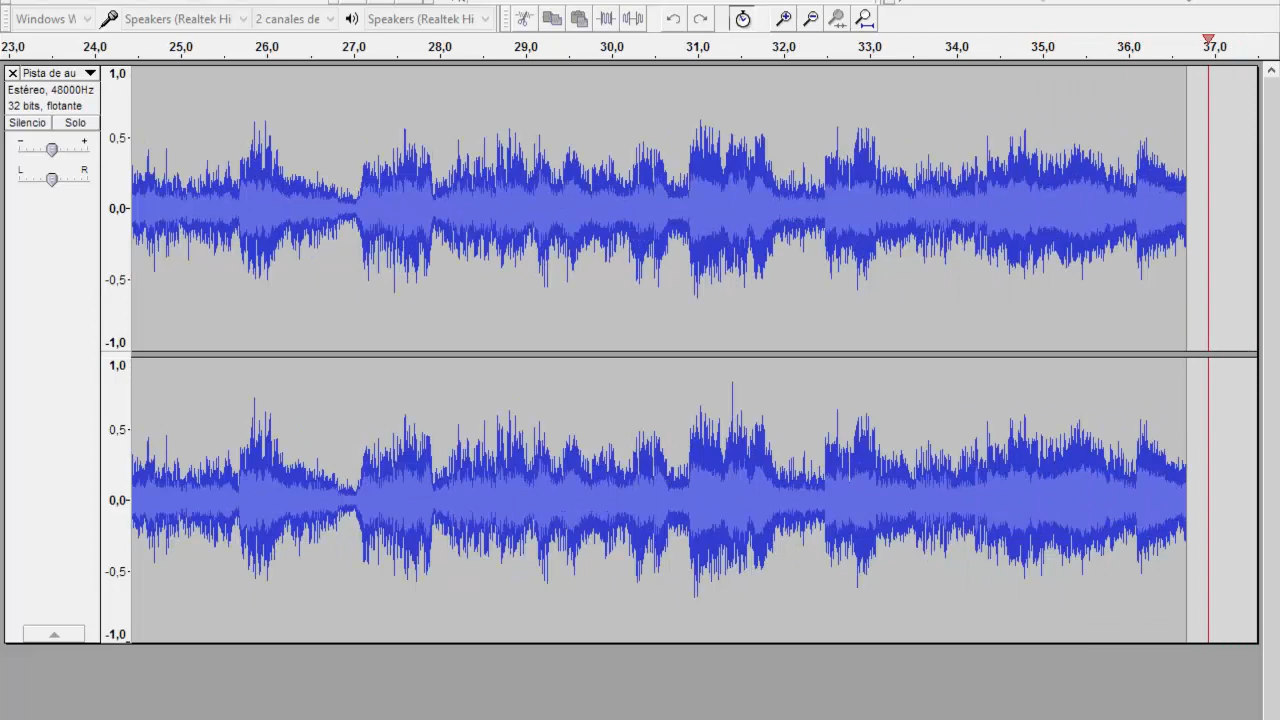 Windows W Speakers (Realtek Hi 2 canales de Speakers (Realtek Hi
23,0 24,0 25,0 26,0 27,0 28,0 29,0 30,0 31,0 32,0 33,0 34,0 35,0 36,0 37,0
Pista de au
Estéreo, 48000Hz
32 bits, flotante
Silencio Solo
- +
L R
1,0
0,5
0,0
-0,5
-1,0
1,0
0,5
0,0
-0,5
-1,0